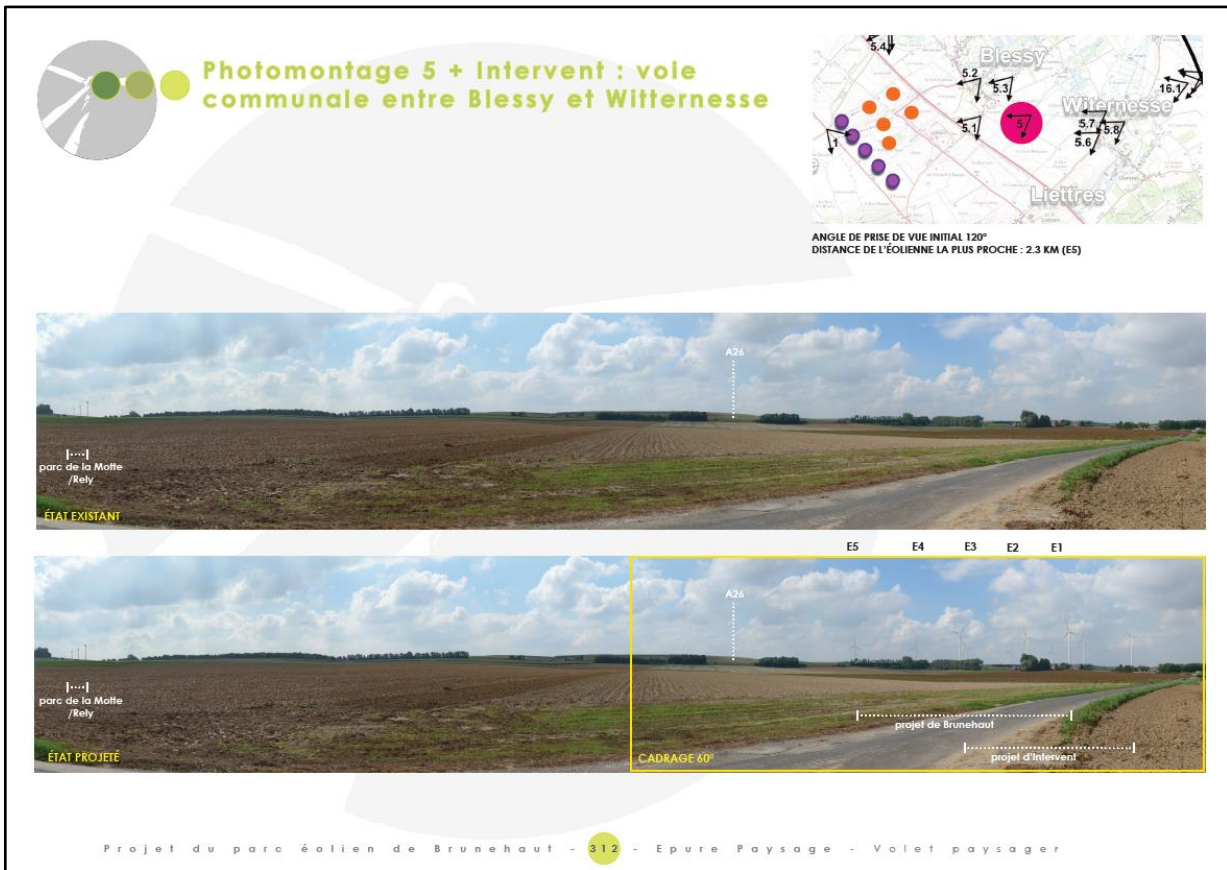 Photomontage 5 + Intervent : voie
communale entre Blessy et Witternesse
5.4
Blessy
5.2
5.3
16.1
Witernesse
1
5.1
5
5.7
5.8
5.6
Liettres
ANGLE DE PRISE DE VUE INITIAL 120°
DISTANCE DE L'ÉOLIENNE LA PLUS PROCHE : 2.3 KM (E5)
A26
parc de la Motte
/Rely
ÉTAT EXISTANT
E5 E4 E3 E2 E1
A26
parc de la Motte
/Rely
projet de Brunehaut
projet d'Intervent
ÉTAT PROJETÉ
CADRAGE 60°
Projet du parc éolien de Brunehaut - 312 - Epure Paysage - Volet paysager